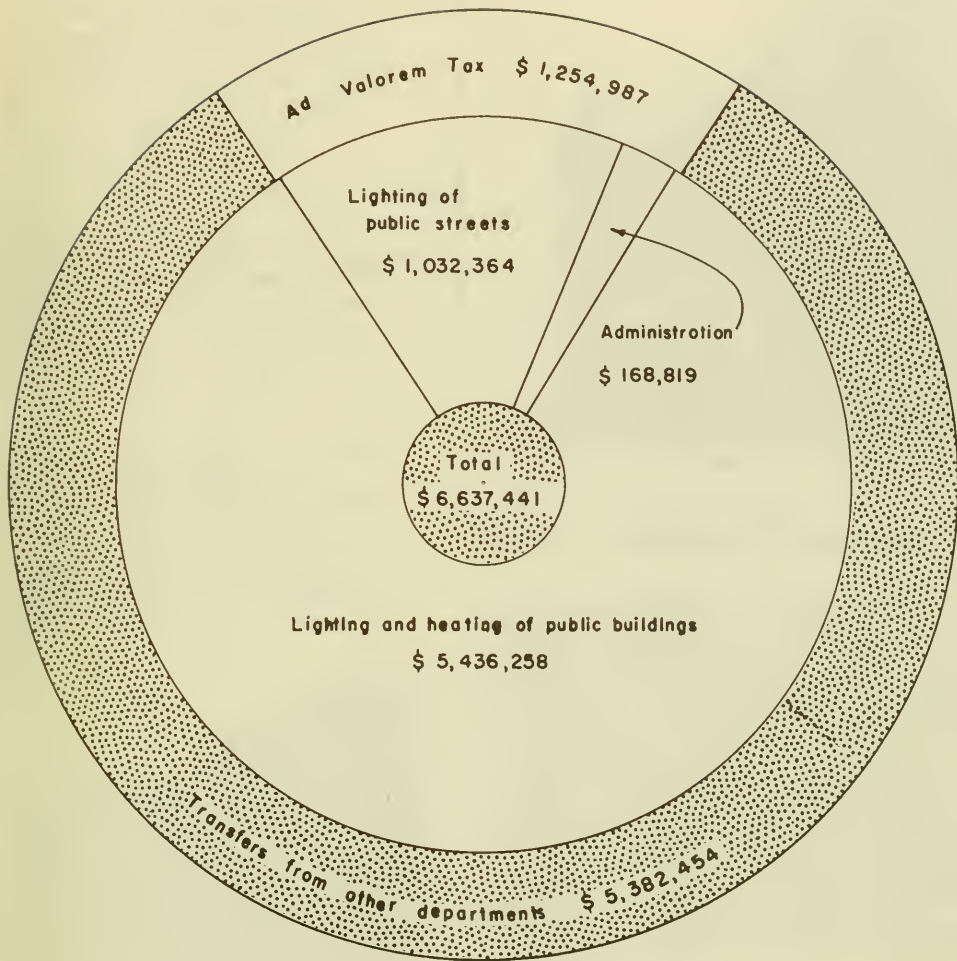 Ad Valorem Tax $ 1,254,987
Lighting of
public streets
$ 1,032,364
Administration
$ 168,819
Total
$ 6,637,441
Lighting and heating of public buildings
$ 5,436,258
Transfers from other departments $ 5,382,454